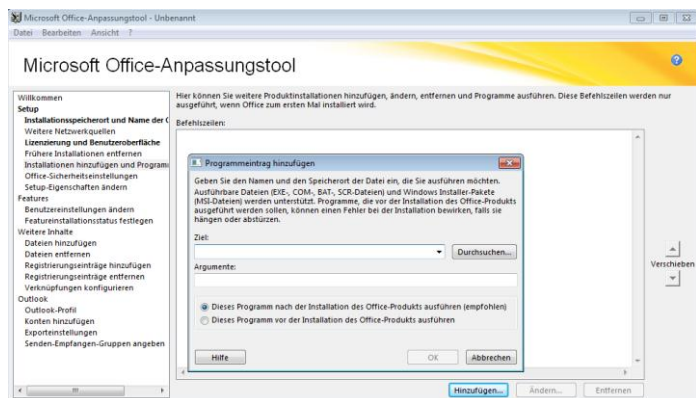 Microsoft Office-Anpassungstool - Unbenannt
Datei Bearbeiten Ansicht ?
Microsoft Office-Anpassungstool
Willkommen
Setup
Installationsspeicherort und Name der
Weitere Netzwerkquellen
Lizenzierung und Benutzeroberfläche
Frühere Installationen entfernen
Installationen hinzufügen und Program
Office-Sicherheitseinstellungen
Setup-Eigenschaften ändern
Features
Benutzereinstellungen ändern
Featureinstallationsstatus festlegen
Weitere Inhalte
Dateien hinzufügen
Dateien entfernen
Registrierungseinträge hinzufügen
Registrierungseinträge entfernen
Verknüpfungen konfigurieren
Outlook
Outlook-Profil
Konten hinzufügen
Exporteinstellungen
Senden-Empfangen-Gruppen angeben
Hier können Sie weitere Produktinstallationen hinzufügen, ändern, entfernen und Programme ausführen. Diese Befehlszeilen werden nur
ausgeführt, wenn Office zum ersten Mal installiert wird.
Befehlszeilen:
Programmeintrag hinzufügen
Geben Sie den Namen und den Speicherort der Datei ein, die Sie ausführen möchten.
Ausführbare Dateien (EXE-, COM-, BAT-, SCR-Dateien) und Windows Installer-Pakete
(MSI-Dateien) werden unterstützt. Programme, die vor der Installation des Office-Produkts
ausgeführt werden sollen, können einen Fehler bei der Installation bewirken, falls sie
hängen oder abstürzen.
Ziel:
Durchsuchen...
Argumente:
Dieses Programm nach der Installation des Office-Produkts ausführen (empfohlen)
Dieses Programm vor der Installation des Office-Produkts ausführen
Hilfe
OK
Abbrechen
Verschieben
Hinzufügen...
Ändern...
Entfernen